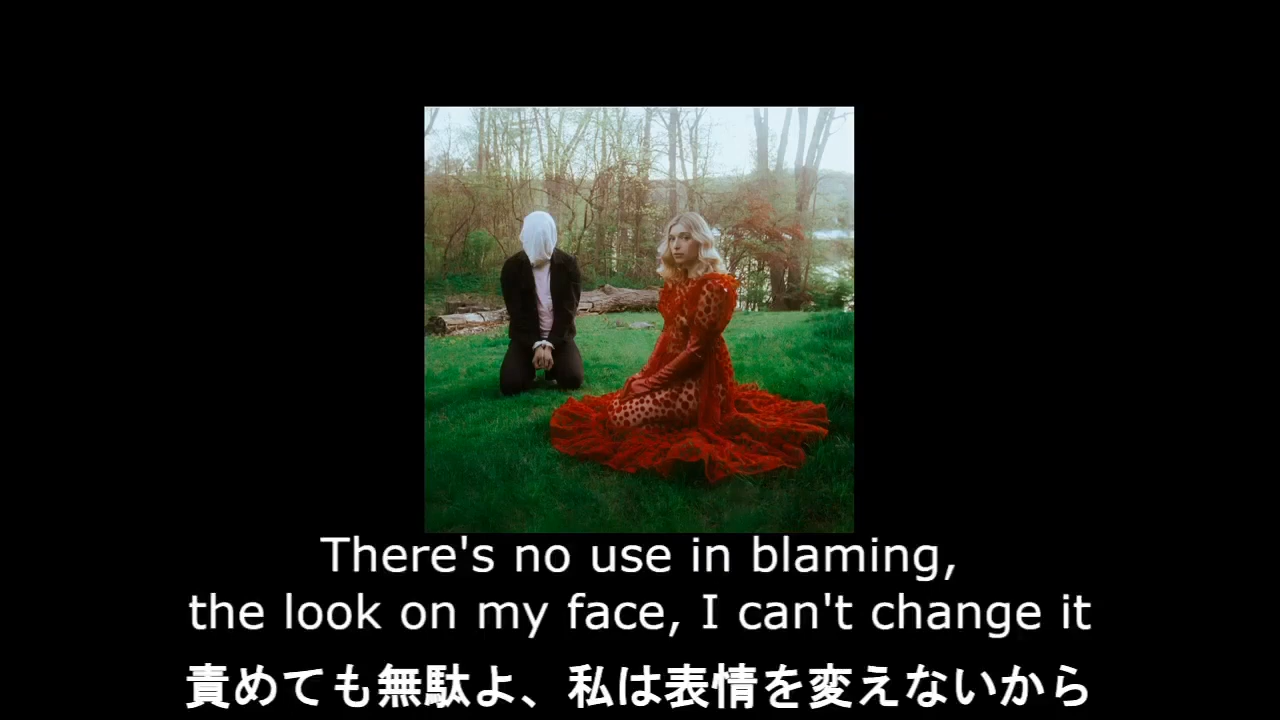 There's no use in blaming,
the look on my face, I can't change it
責めても無駄よ、私は表情を変えないから